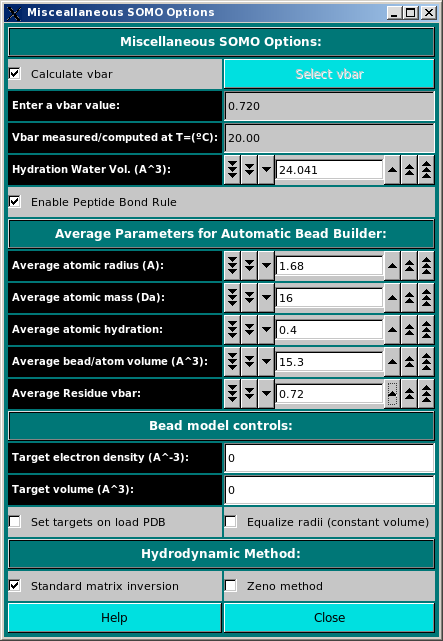 Misceallaneous SOMO Options
Miscellaneous SOMO Options:
Calculate vbar
Select vbar
Enter a vbar value:
0.720
Vbar measured/computed at T=(ºC):
20.00
Hydration Water Vol. (A^3):
24.041
Enable Peptide Bond Rule
Average Parameters for Automatic Bead Builder:
Average atomic radius (A):
1.68
Average atomic mass (Da):
16
Average atomic hydration:
0.4
Average bead/atom volume (A^3):
15.3
Average Residue vbar:
0.72
Bead model controls:
Target electron density (A^-3):
0
Target volume (A^3):
0
Set targets on load PDB
Equalize radii (constant volume)
Hydrodynamic Method:
Standard matrix inversion
Zeno method
Help
Close